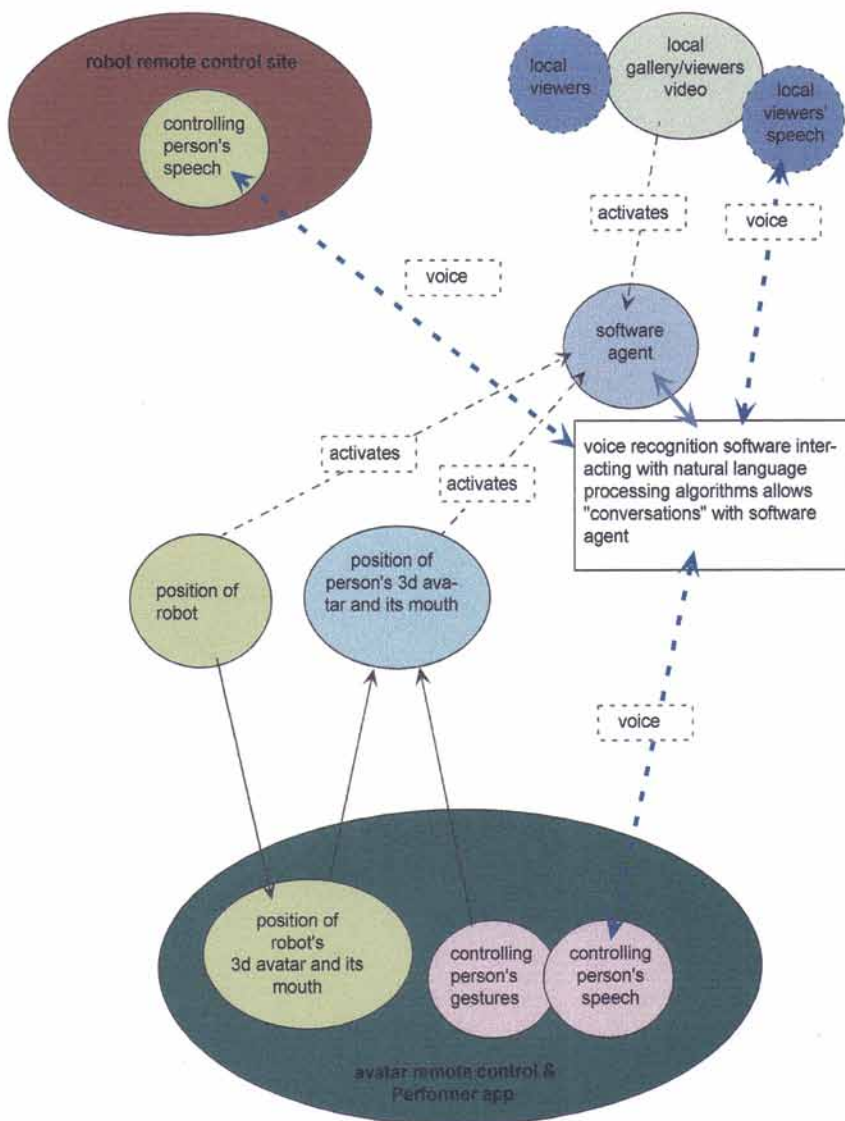 robot remote control site
controlling
person's
speech
local
viewers
local
gallery/viewers
video
local
viewers'
speech
activates
voice
voice
software
agent
activates
activates
voice recognition software inter-
acting with natural language
processing algorithms allows
"conversations" with software
agent
position of
robot
position of
person's 3d ava-
tar and its mouth
voice
position of
robot's
3d avatar and its
mouth
controlling
person's
gestures
controlling
person's
speech
avatar remote control &
Performer app